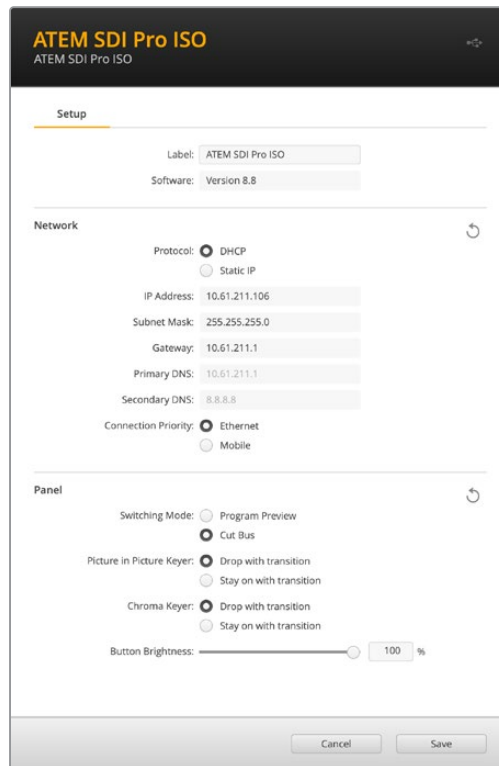 ATEM SDI Pro ISO
ATEM SDI Pro ISO
Setup
Label: ATEM SDI Pro ISO
Software: Version 8.8
Network
Protocol: DHCP
Static IP
IP Address: 10.61.211.106
Subnet Mask: 255.255.255.0
Gateway: 10.61.211.1
Primary DNS: 10.61.211.1
Secondary DNS: 8.8.8.8
Connection Priority: Ethernet
Mobile
Panel
Switching Mode: Program Preview
Cut Bus
Picture in Picture Keyer: Drop with transition
Stay on with transition
Chroma Keyer: Drop with transition
Stay on with transition
Button Brightness: 100 %
Cancel Save